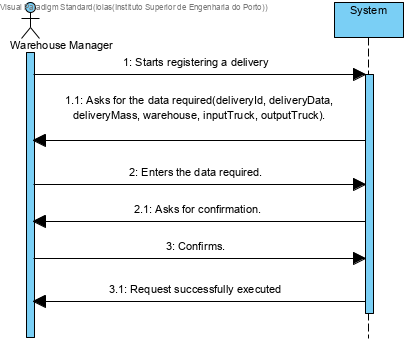 Visual Paradigm Standard(lolas(Instituto Superior de Engenharia do Porto))
System
Warehouse Manager
1: Starts registering a delivery
1.1: Asks for the data required(deliveryId, deliveryData,
deliveryMass, warehouse, inputTruck, outputTruck).
2: Enters the data required.
2.1: Asks for confirmation.
3: Confirms.
3.1: Request successfully executed